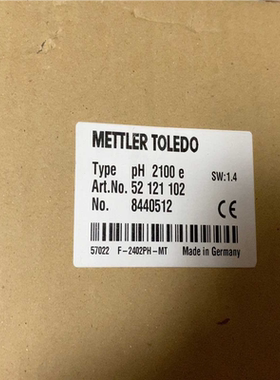 METTLER TOLEDO
Type pH 2100 e SW:1.4
Art.No. 52 121 102
No. 8440512 CE
57022 F-2402PH-MT Made in Germany